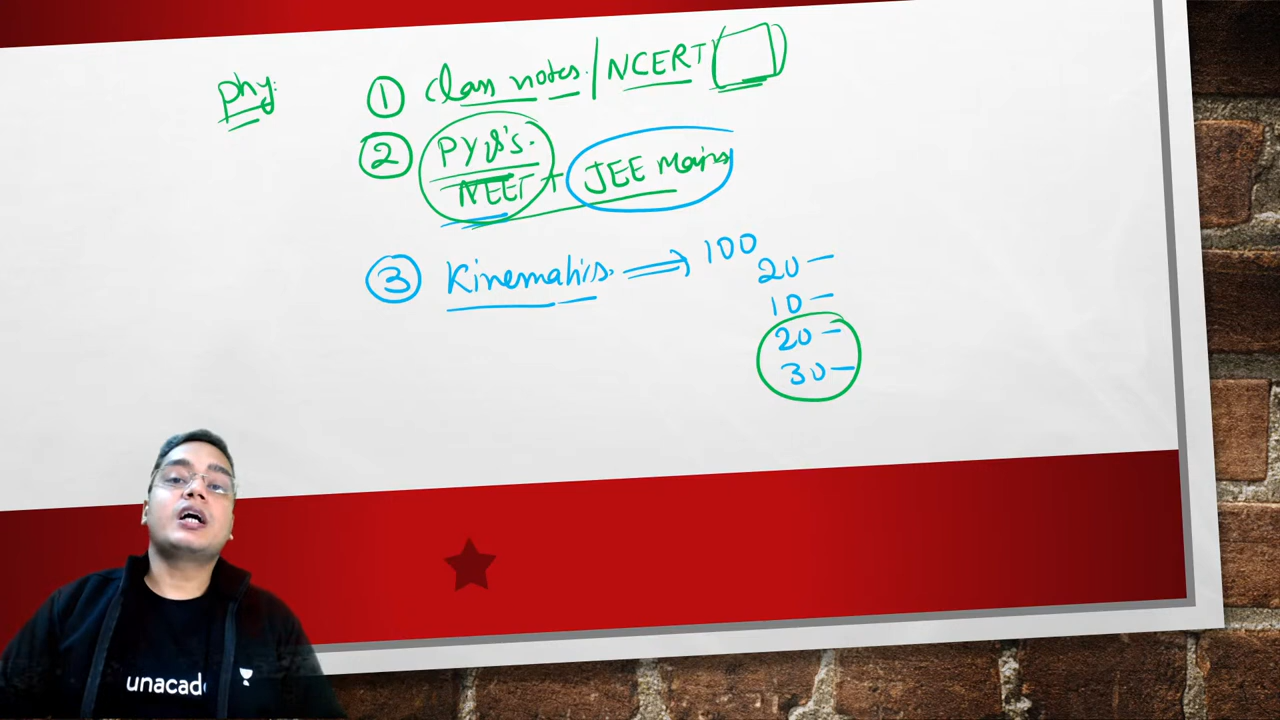 phy:
① Class notes / NCERT
② PYQ's.
NEET + JEE Mains
③ Kinematics. ⟹ 100
20 –
10 –
20 –
30 –
unacad